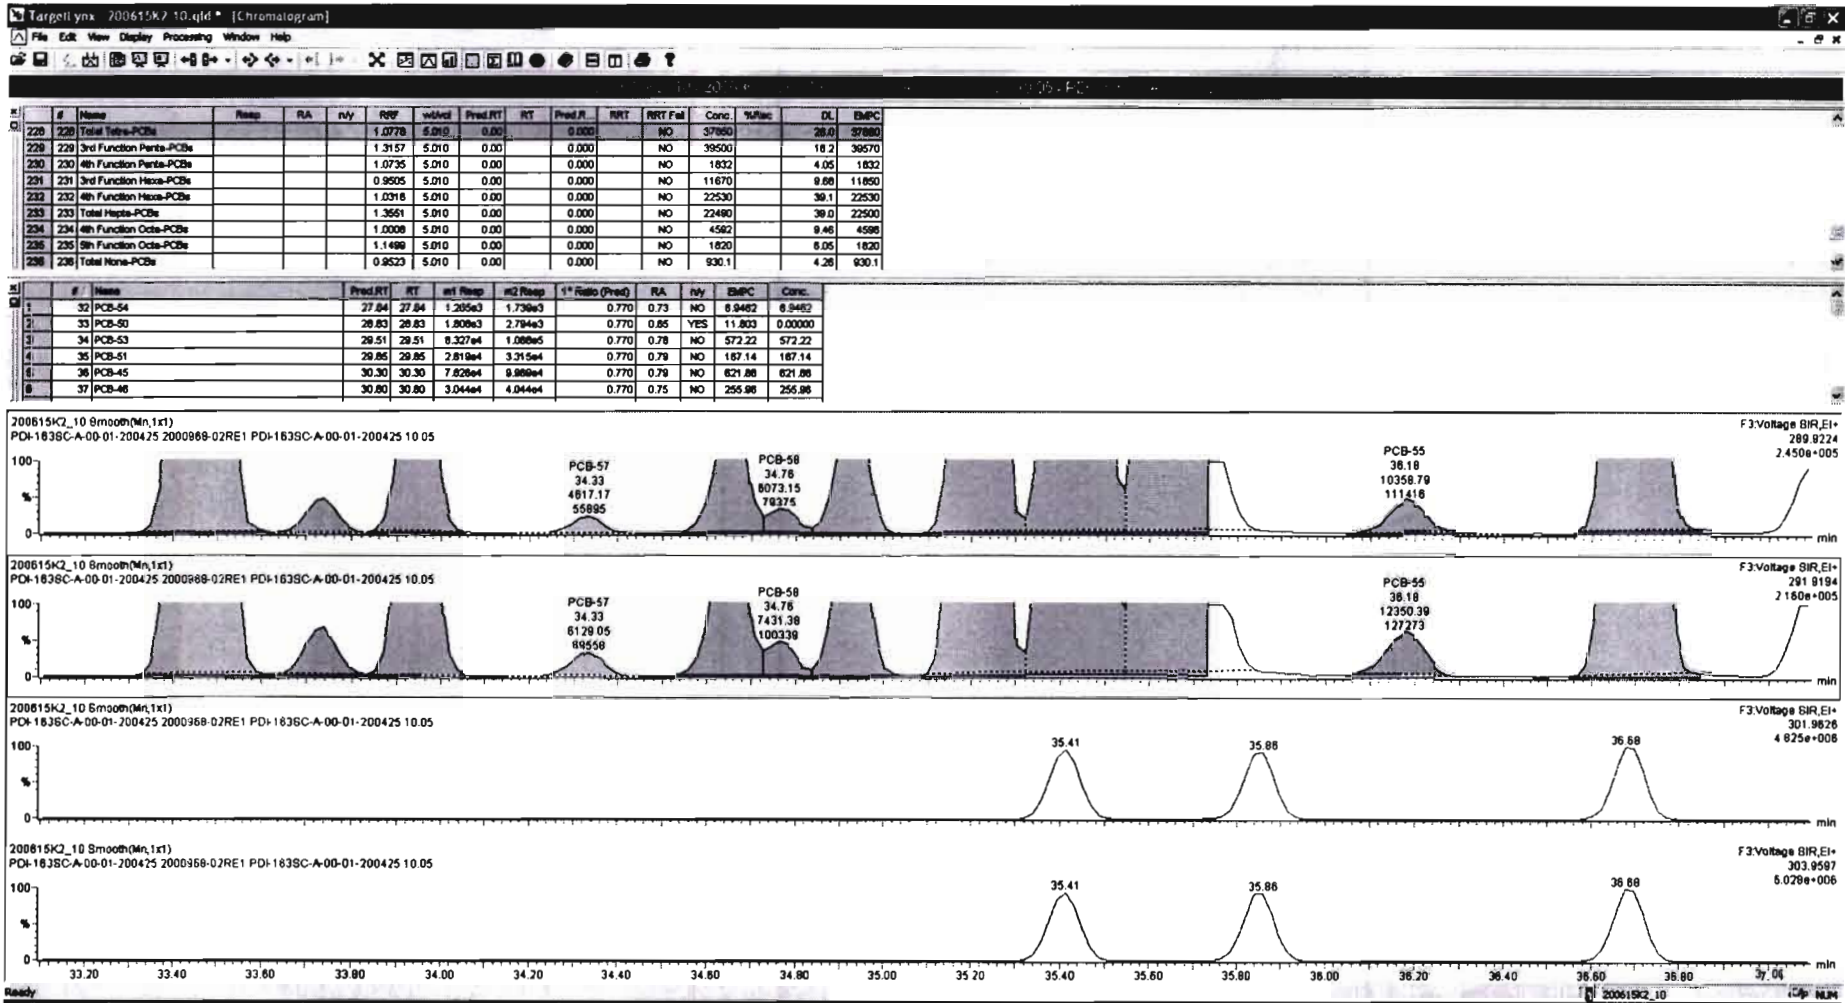 TargetLynx - 200615K2 10.qld * [Chromatogram]
File Edit View Display Processing Window Help
# Name Resp RA n/y RRF wt/vol Pred.RT RT Pred.R... RRT RRT Fail Conc. %Rec DL EMPC
228 228 Total Tetra-PCBs 1.0778 5.010 0.00 0.000 NO 37860 28.0 37880
229 229 3rd Function Penta-PCBs 1.3157 5.010 0.00 0.000 NO 39500 18.2 39570
230 230 4th Function Penta-PCBs 1.0735 5.010 0.00 0.000 NO 1832 4.05 1832
231 231 3rd Function Hexa-PCBs 0.9505 5.010 0.00 0.000 NO 11670 9.66 11850
232 232 4th Function Hexa-PCBs 1.0316 5.010 0.00 0.000 NO 22530 39.1 22530
233 233 Total Hepta-PCBs 1.3551 5.010 0.00 0.000 NO 22490 39.0 22500
234 234 4th Function Octa-PCBs 1.0008 5.010 0.00 0.000 NO 4592 9.46 4596
235 235 5th Function Octa-PCBs 1.1499 5.010 0.00 0.000 NO 1820 6.05 1820
236 236 Total Nona-PCBs 0.9523 5.010 0.00 0.000 NO 930.1 4.26 930.1
# Name Pred.RT RT m1 Resp m2 Resp 1° Ratio (Pred) RA n/y EMPC Conc.
1 32 PCB-54 27.84 27.84 1.265e3 1.739e3 0.770 0.73 NO 6.9462 6.9462
2 33 PCB-50 28.83 28.83 1.806e3 2.794e3 0.770 0.65 YES 11.803 0.00000
3 34 PCB-53 29.51 29.51 8.327e4 1.066e5 0.770 0.78 NO 572.22 572.22
4 35 PCB-51 29.85 29.85 2.619e4 3.315e4 0.770 0.79 NO 167.14 167.14
5 36 PCB-45 30.30 30.30 7.826e4 9.969e4 0.770 0.79 NO 621.86 621.86
6 37 PCB-46 30.80 30.80 3.044e4 4.044e4 0.770 0.75 NO 255.96 255.96
200615K2_10 Smooth(Mn,1x1)
PDI-163SC-A-00-01-200425 2000968-02RE1 PDI-163SC-A-00-01-200425 10.05
F3:Voltage SIR,EI+
289.9224
2.450e+005
100
%
0
PCB-57
34.33
4617.17
55895
PCB-58
34.76
6073.15
79375
PCB-55
36.18
10358.79
111416
min
200615K2_10 Smooth(Mn,1x1)
PDI-163SC-A-00-01-200425 2000968-02RE1 PDI-163SC-A-00-01-200425 10.05
F3:Voltage SIR,EI+
291.9194
2.160e+005
100
%
0
PCB-57
34.33
6129.05
69558
PCB-58
34.76
7431.38
100339
PCB-55
36.18
12350.39
127273
min
200615K2_10 Smooth(Mn,1x1)
PDI-163SC-A-00-01-200425 2000968-02RE1 PDI-163SC-A-00-01-200425 10.05
F3:Voltage SIR,EI+
301.9626
4.825e+006
100
%
0
35.41 35.86 36.68
min
200615K2_10 Smooth(Mn,1x1)
PDI-163SC-A-00-01-200425 2000968-02RE1 PDI-163SC-A-00-01-200425 10.05
F3:Voltage SIR,EI+
303.9597
6.029e+006
100
%
0
35.41 35.86 36.68
min
33.20 33.40 33.60 33.80 34.00 34.20 34.40 34.60 34.80 35.00 35.20 35.40 35.60 35.80 36.00 36.20 36.40 36.60 36.80 37.00
Ready 200615K2_10 NUM